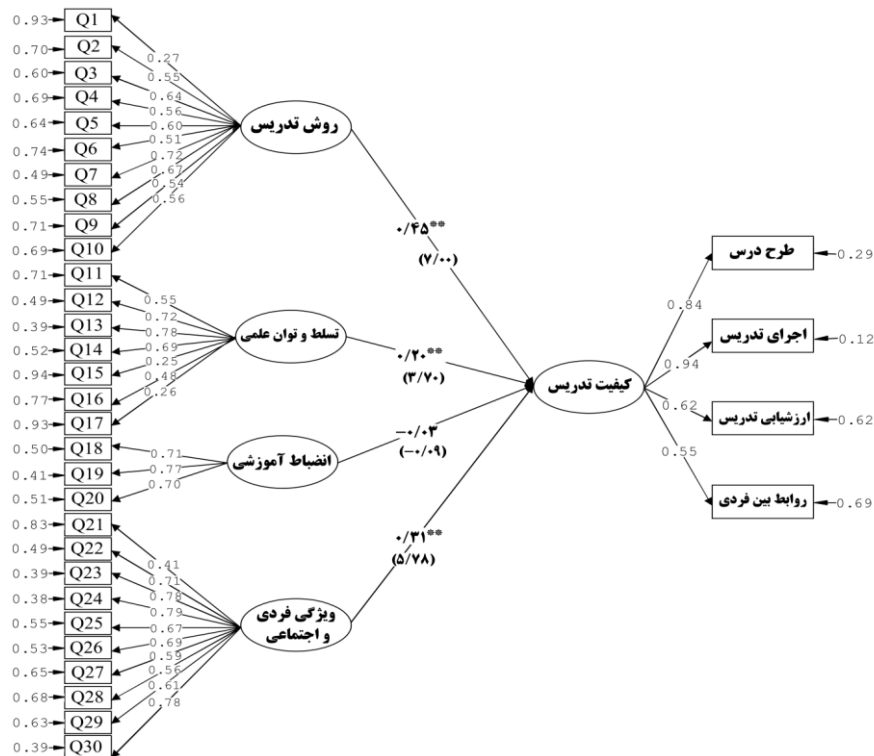 0.93 Q1
0.70 Q2
0.60 Q3
0.69 Q4
0.64 Q5
0.74 Q6
0.49 Q7
0.55 Q8
0.71 Q9
0.69 Q10
0.71 Q11
0.49 Q12
0.39 Q13
0.52 Q14
0.94 Q15
0.77 Q16
0.93 Q17
0.50 Q18
0.41 Q19
0.51 Q20
0.83 Q21
0.49 Q22
0.39 Q23
0.38 Q24
0.55 Q25
0.53 Q26
0.65 Q27
0.68 Q28
0.63 Q29
0.39 Q30
0.27
0.55
0.64
0.56
0.60
0.51
0.72
0.67
0.54
0.56
0.55
0.72
0.78
0.69
0.25
0.48
0.26
0.71
0.77
0.70
0.41
0.71
0.78
0.79
0.67
0.69
0.59
0.56
0.61
0.78
روش تدریس
تسلط و توان علمی
انضباط آموزشی
ویژگی فردی
و اجتماعی
۰/۴۵**
(۷/۰۰)
۰/۲۰**
(۳/۷۰)
−۰/۰۳
(−۰/۰۹)
۰/۳۱**
(۵/۷۸)
کیفیت تدریس
0.84
0.94
0.62
0.55
طرح درس 0.29
اجرای تدریس 0.12
ارزشیابی تدریس 0.62
روابط بین فردی 0.69